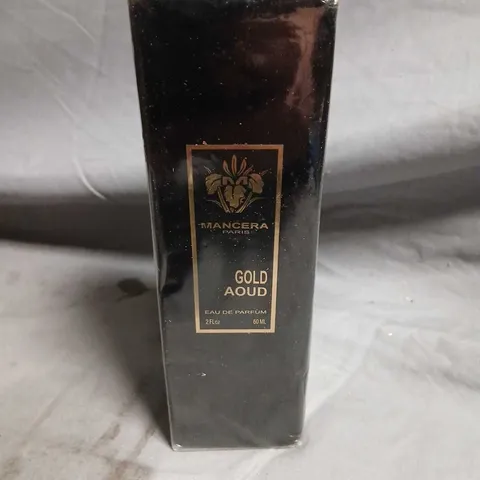 MANCERA
PARIS
GOLD
AOUD
EAU DE PARFUM
2 Fl.oz 60 ML